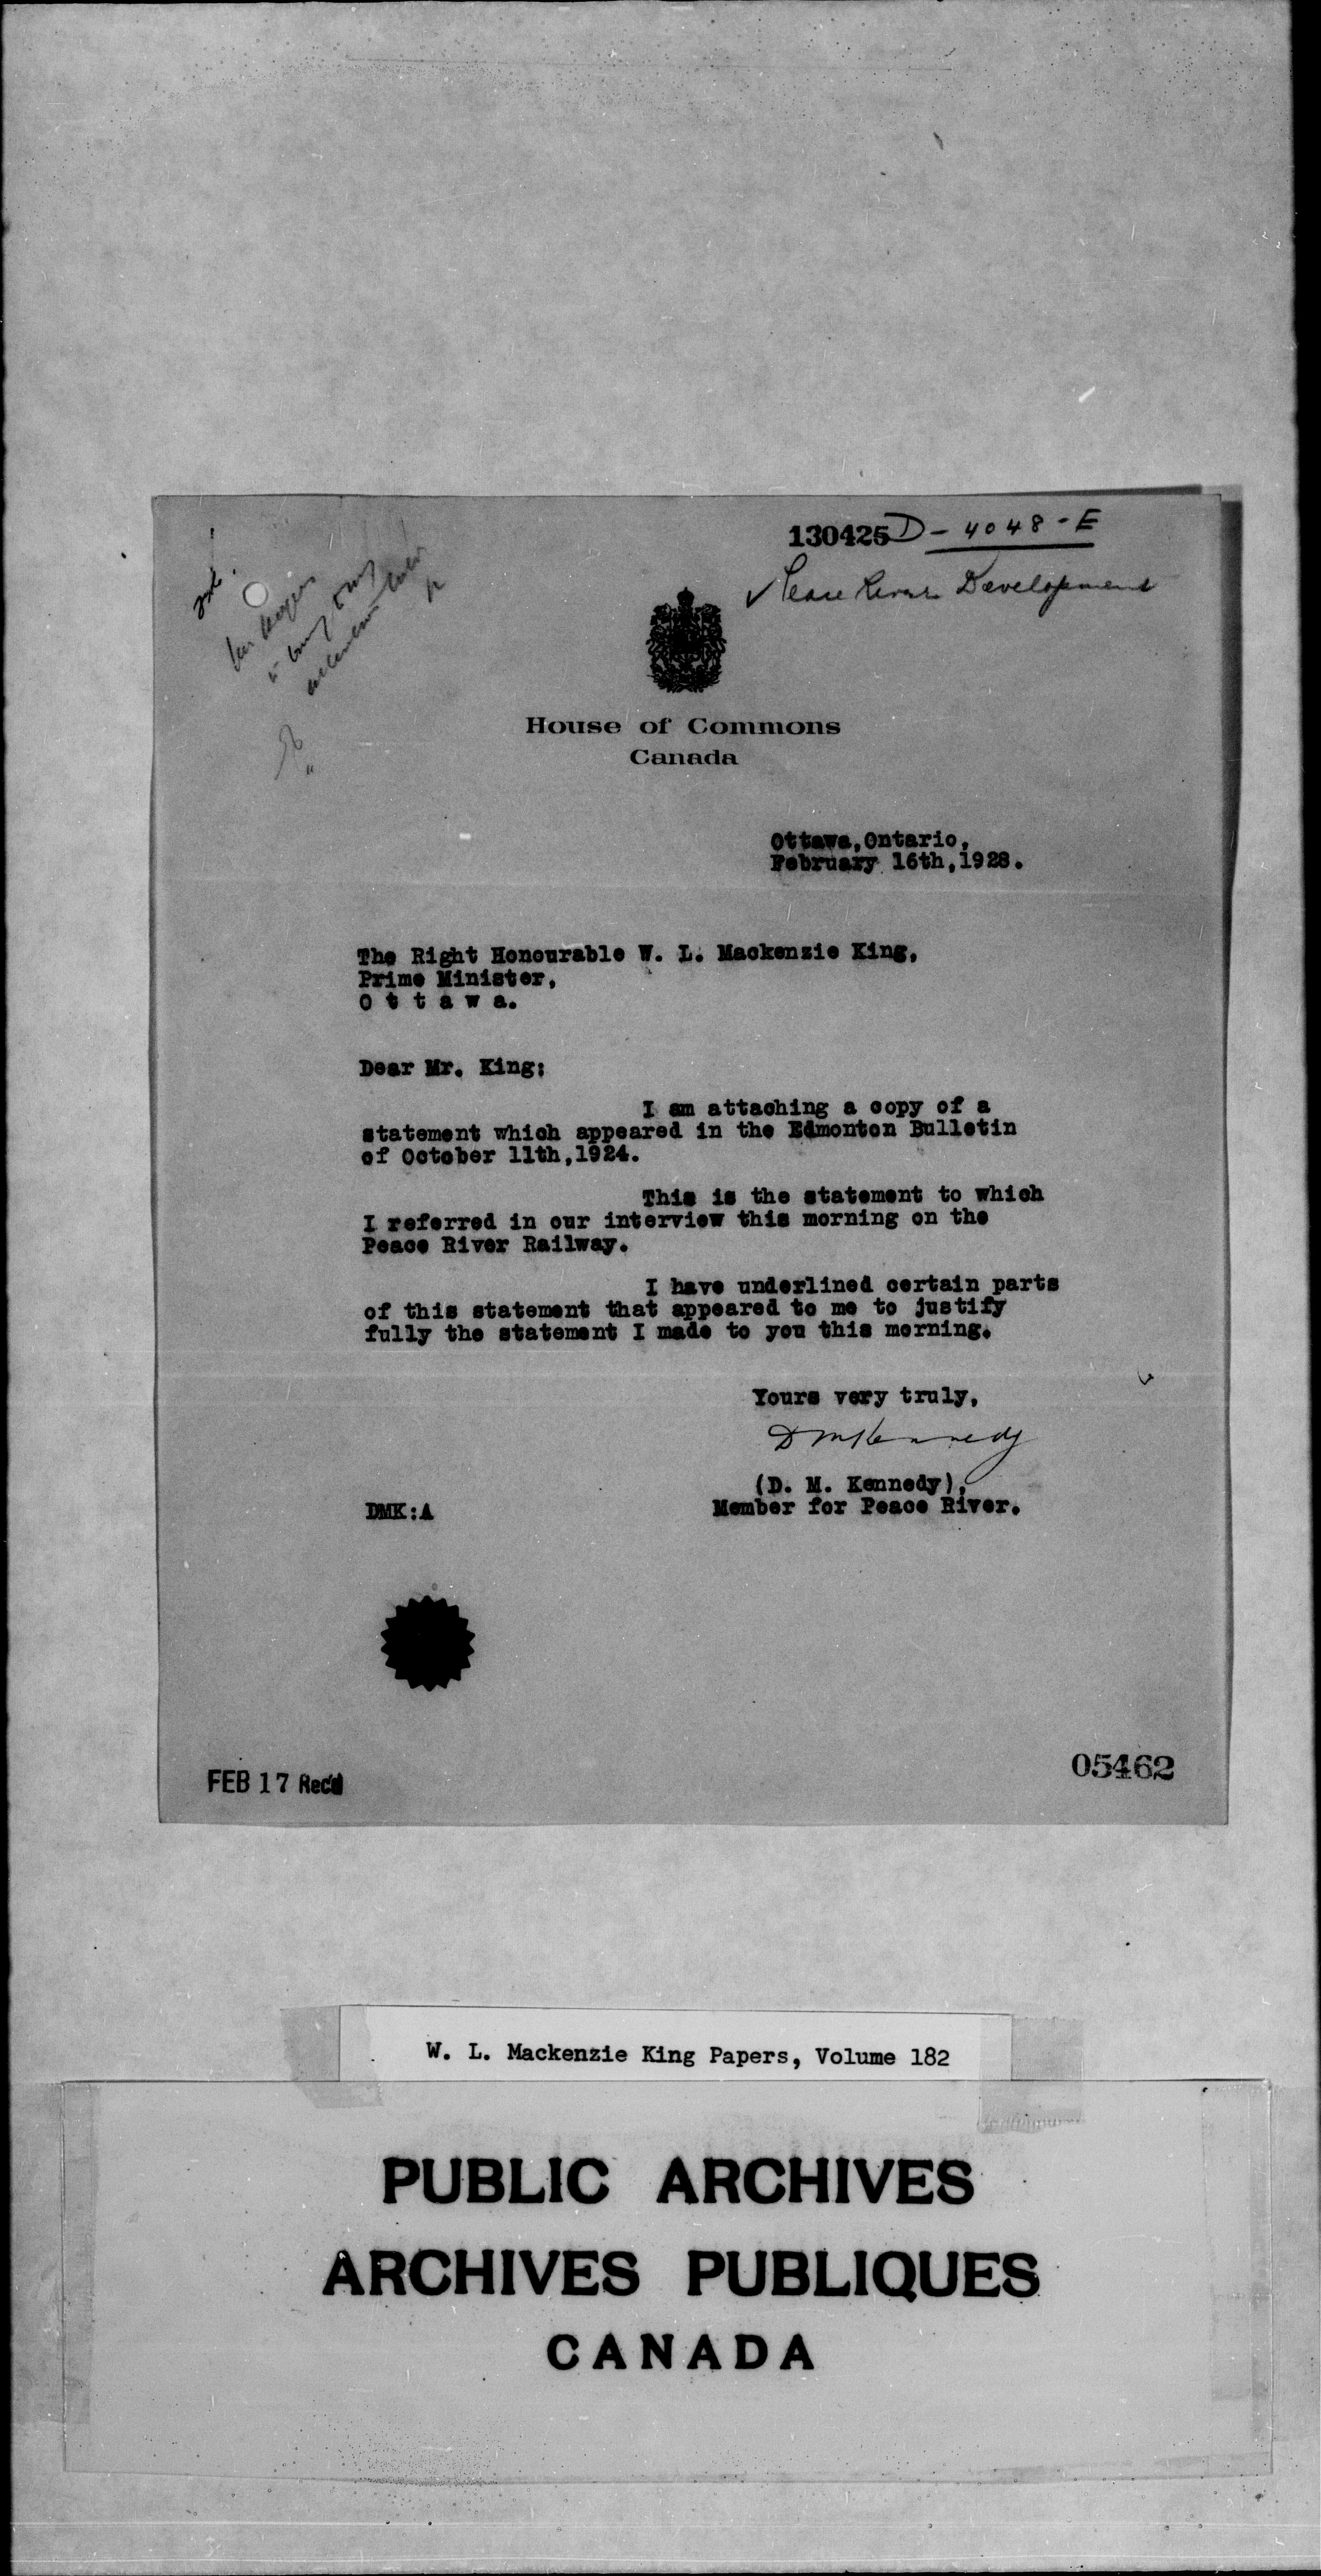 130425 D-4048-E
✓ Peace River Development
House of Commons
Canada
Ottawa,Ontario,
February 16th,1928.
The Right Honourable W. L. Mackenzie King,
Prime Minister,
O t t a w a.
Dear Mr. King:
I am attaching a copy of a
statement which appeared in the Edmonton Bulletin
of October 11th,1924.
This is the statement to which
I referred in our interview this morning on the
Peace River Railway.
I have underlined certain parts
of this statement that appeared to me to justify
fully the statement I made to you this morning.
Yours very truly,
DMKennedy
(D. M. Kennedy),
Member for Peace River.
DMK:A
FEB 17 Rec'd
05462
W. L. Mackenzie King Papers, Volume 182
PUBLIC ARCHIVES
ARCHIVES PUBLIQUES
CANADA